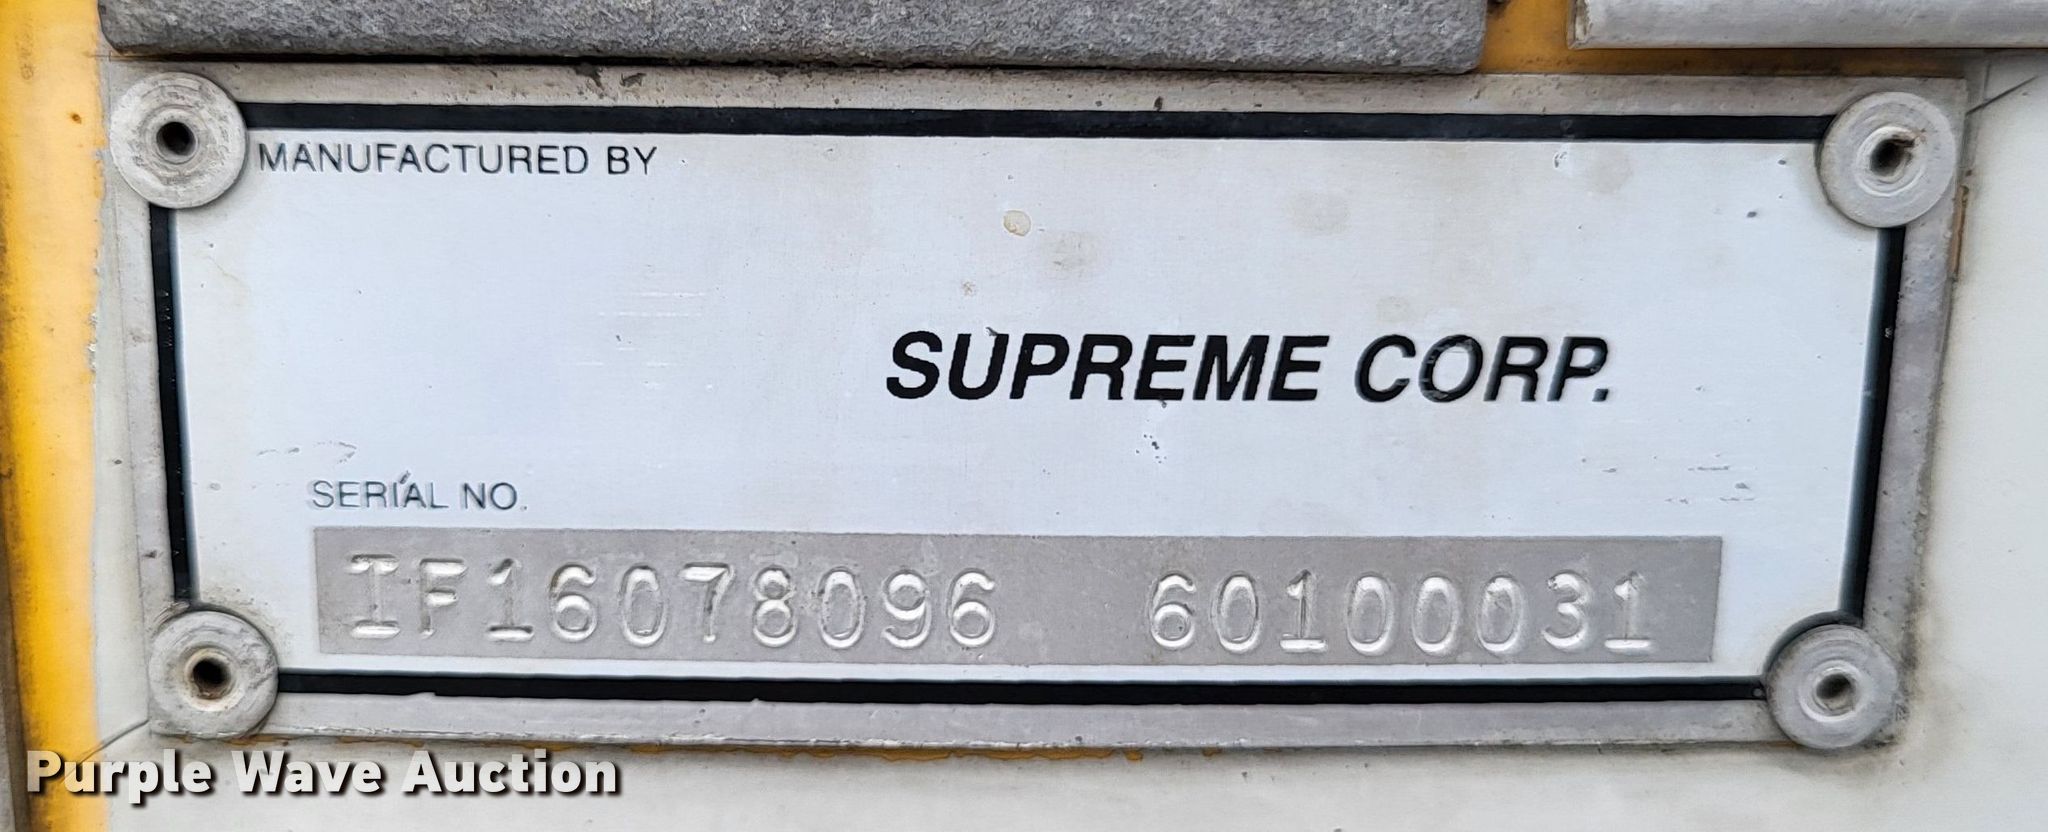 MANUFACTURED BY
SUPREME CORP.
SERIAL NO.
IF16078096 60100031
Purple Wave Auction